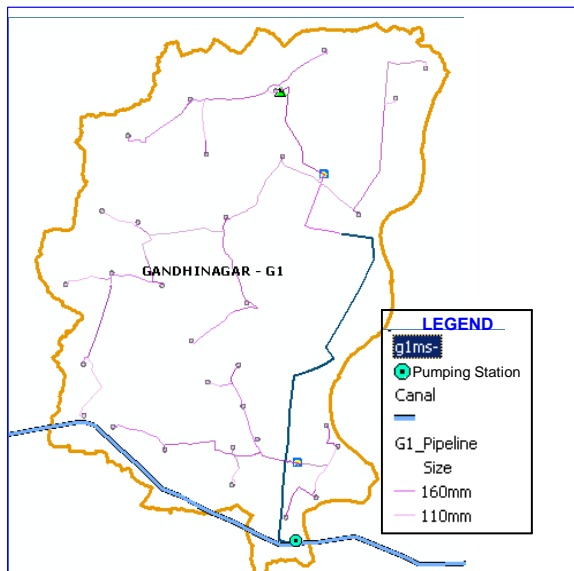 GANDHINAGAR - G1
LEGEND
g1ms-
Pumping Station
Canal
G1_Pipeline
Size
160mm
110mm